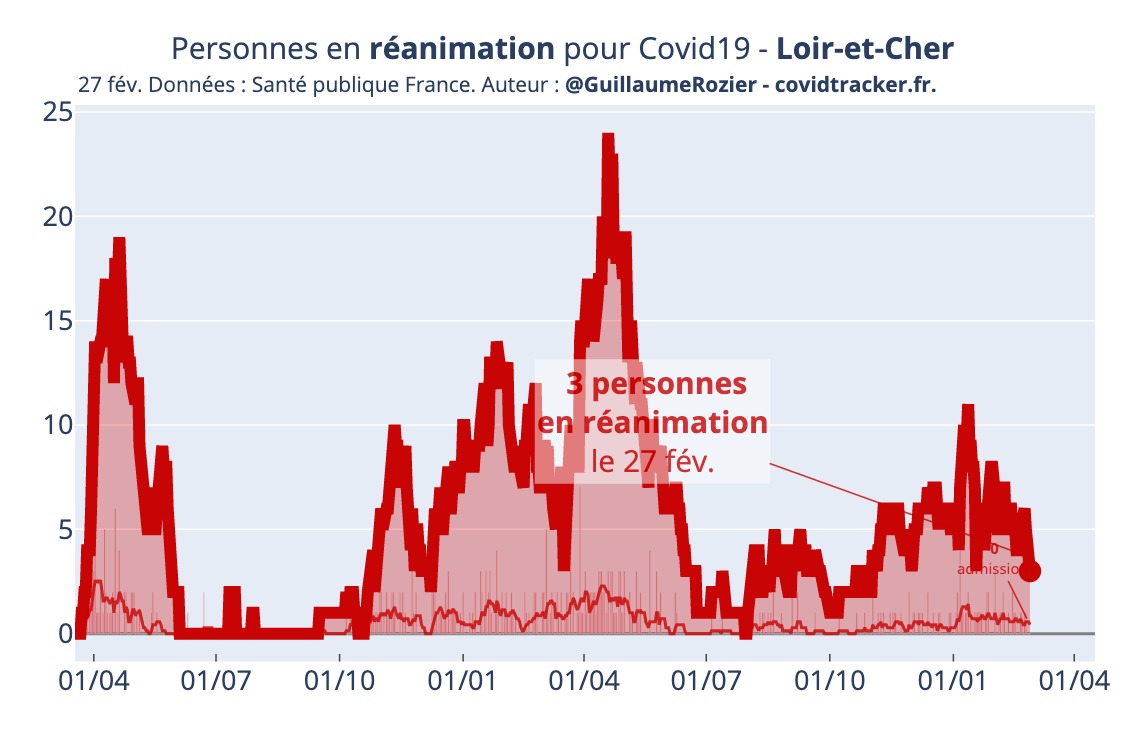 Personnes en réanimation pour Covid19 - Loir-et-Cher
27 fév. Données : Santé publique France. Auteur : @GuillaumeRozier - covidtracker.fr.
25
20
15
10
5
0
3 personnes
en réanimation
le 27 fév.
0
01/04 01/07 01/10 01/01 01/04 01/07 01/10 01/01 01/04